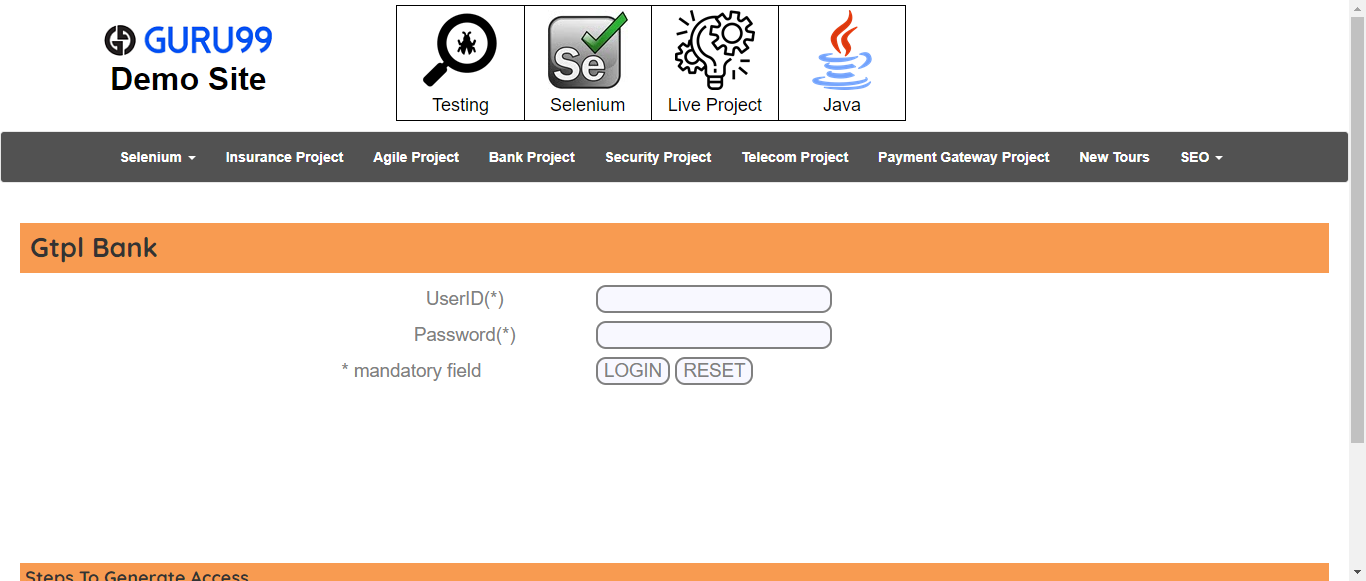 GURU99
Demo Site
Se
Testing
Selenium
Live Project
Java
Selenium
Insurance Project
Agile Project
Bank Project
Security Project
Telecom Project
Payment Gateway Project
New Tours
SEO
Gtpl Bank
UserID(*)
Password(*)
* mandatory field
LOGIN
RESET
Steps To Generate Access